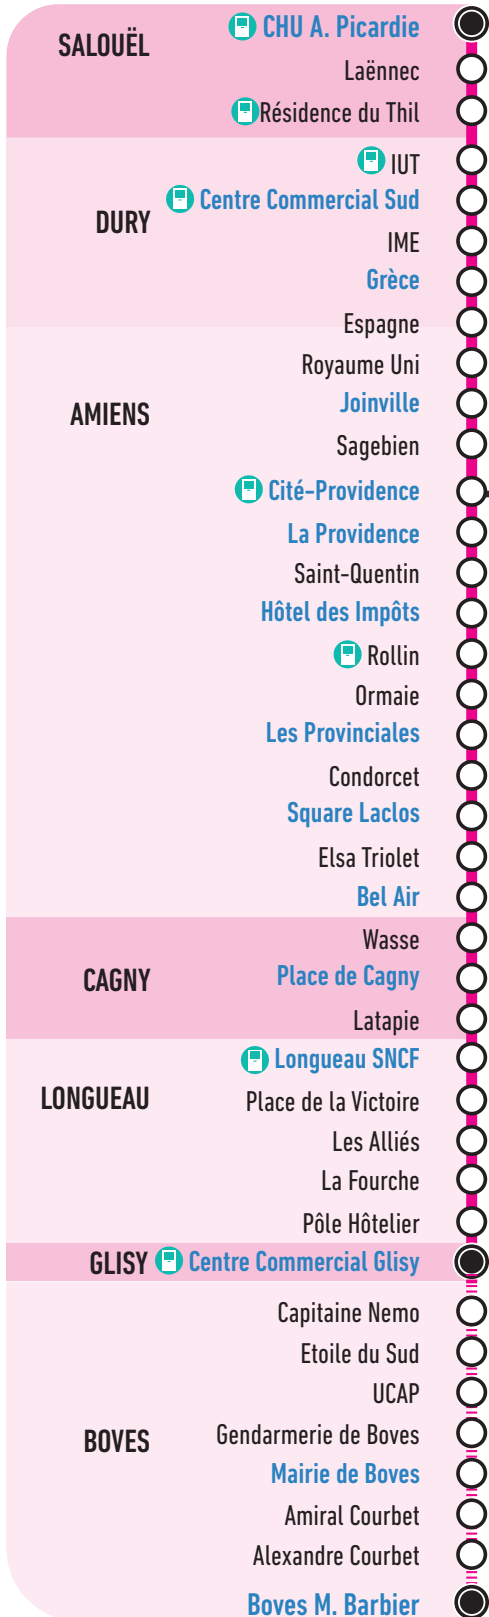 SALOUËL
CHU A. Picardie
Laënnec
Résidence du Thil
IUT
Centre Commercial Sud
DURY
IME
Grèce
Espagne
Royaume Uni
AMIENS
Joinville
Sagebien
Cité-Providence
La Providence
Saint-Quentin
Hôtel des Impôts
Rollin
Ormaie
Les Provinciales
Condorcet
Square Laclos
Elsa Triolet
Bel Air
Wasse
CAGNY
Place de Cagny
Latapie
Longueau SNCF
LONGUEAU
Place de la Victoire
Les Alliés
La Fourche
Pôle Hôtelier
GLISY
Centre Commercial Glisy
Capitaine Nemo
Etoile du Sud
UCAP
BOVES
Gendarmerie de Boves
Mairie de Boves
Amiral Courbet
Alexandre Courbet
Boves M. Barbier